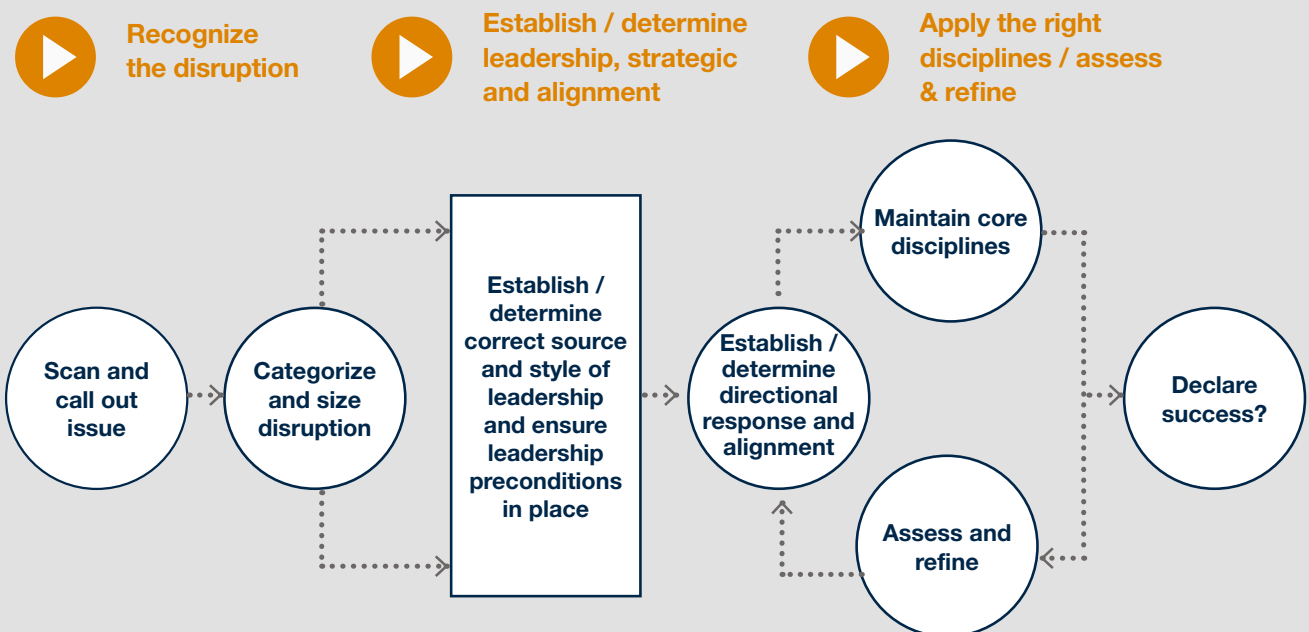 Recognize
the disruption
Establish / determine
leadership, strategic
and alignment
Apply the right
disciplines / assess
& refine
Scan and
call out
issue
Categorize
and size
disruption
Establish /
determine
correct source
and style of
leadership
and ensure
leadership
preconditions
in place
Establish /
determine
directional
response and
alignment
Maintain core
disciplines
Assess and
refine
Declare
success?